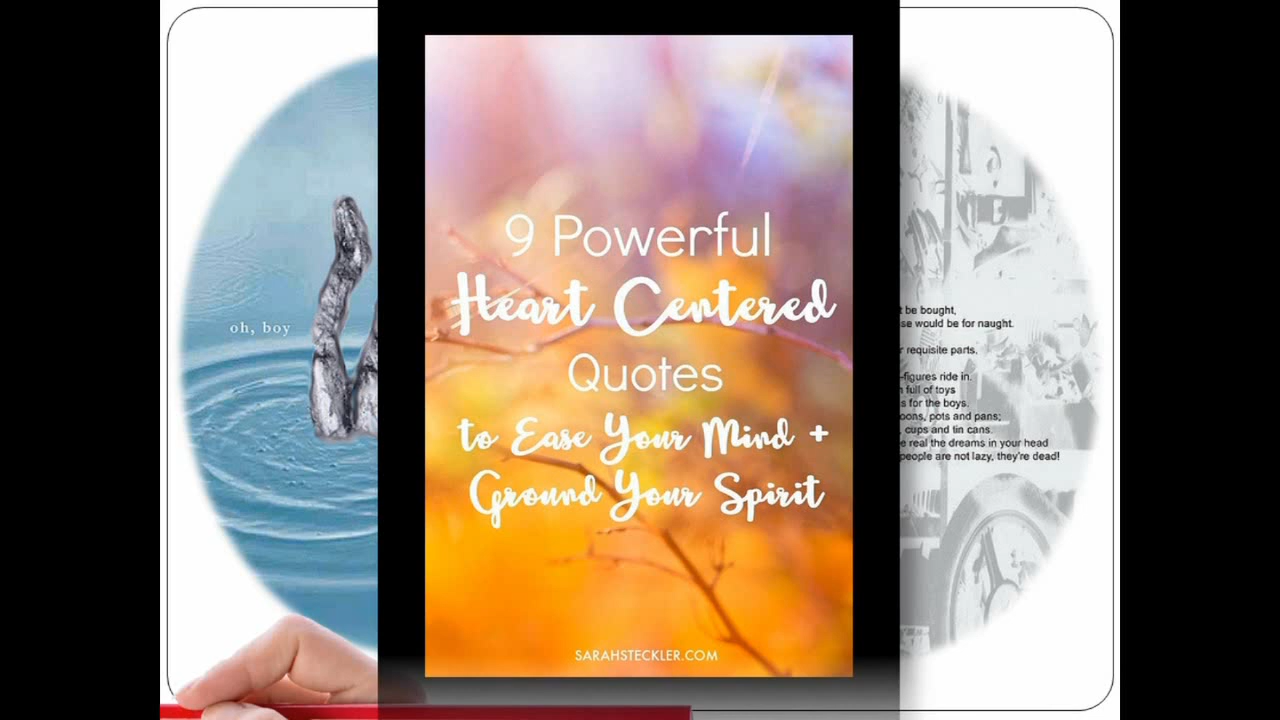 oh, boy
9 Powerful
Heart Centered
Quotes
to Ease Your Mind +
Ground Your Spirit
SARAHSTECKLER.COM
be bought,
se would be for naught.
requisite parts,
-figures ride in.
full of toys
s for the boys.
pots and pans;
cups and tin cans.
real the dreams in your head
people are not lazy, they're dead!